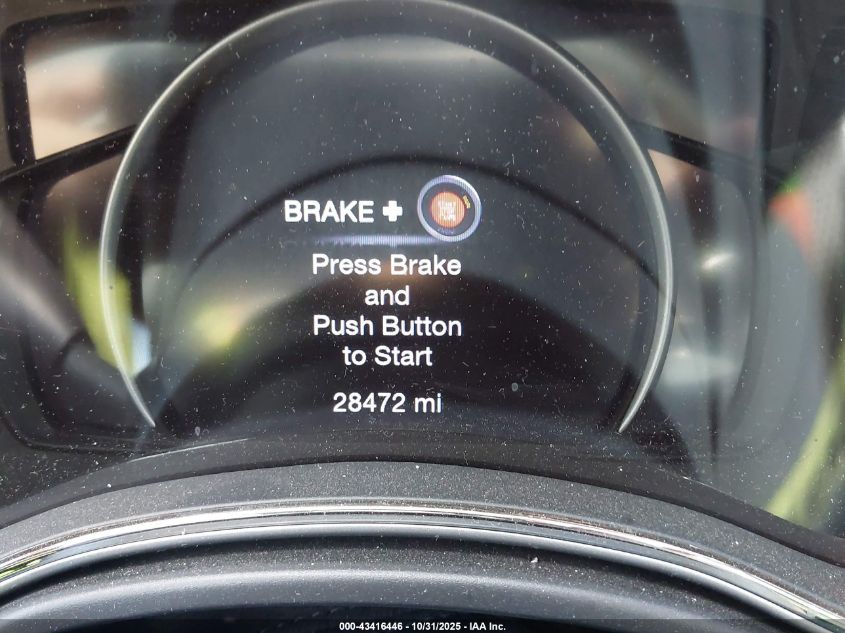 BRAKE +
Press Brake
and
Push Button
to Start
28472 mi
000-43416446 - 10/31/2025 - IAA Inc.